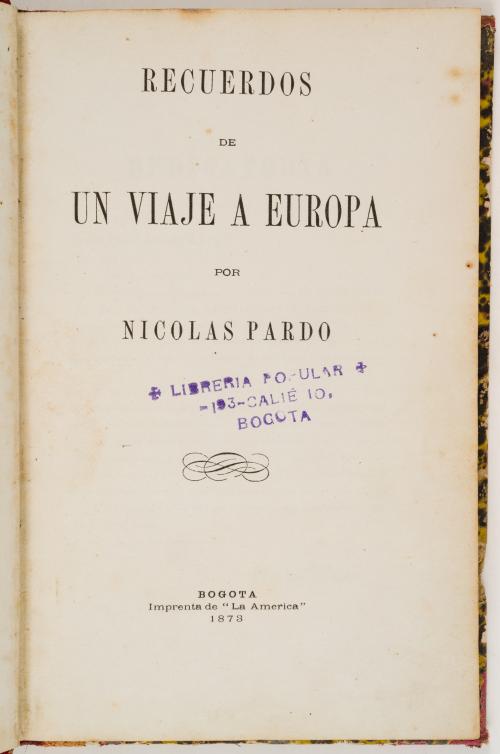 RECUERDOS
DE
UN VIAJE A EUROPA
POR
NICOLAS PARDO
✠ LIBRERIA POPULAR ✠
-193-CALLE 10,
BOGOTA
BOGOTA
Imprenta de "La America"
1873